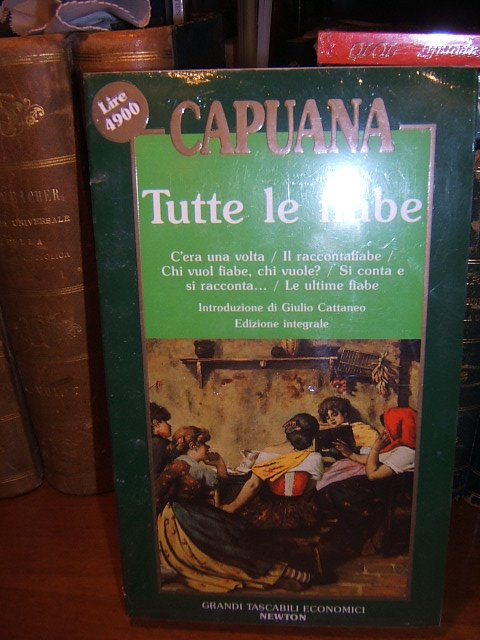 Lire
4900
CAPUANA
Tutte le fiabe
C'era una volta / Il raccontafiabe /
Chi vuol fiabe, chi vuole? / Si conta e
si racconta... / Le ultime fiabe
Introduzione di Giulio Cattaneo
Edizione integrale
GRANDI TASCABILI ECONOMICI
NEWTON
UNIVERSALE